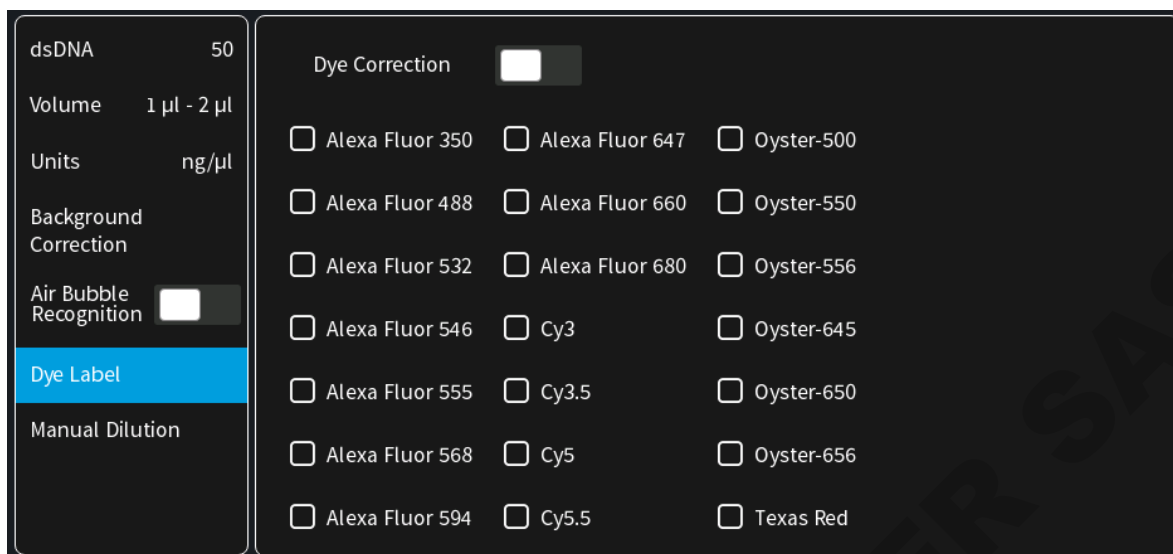 dsDNA 50
Volume 1 µl - 2 µl
Units ng/µl
Background
Correction
Air Bubble
Recognition
Dye Label
Manual Dilution
Dye Correction
Alexa Fluor 350 Alexa Fluor 647 Oyster-500
Alexa Fluor 488 Alexa Fluor 660 Oyster-550
Alexa Fluor 532 Alexa Fluor 680 Oyster-556
Alexa Fluor 546 Cy3 Oyster-645
Alexa Fluor 555 Cy3.5 Oyster-650
Alexa Fluor 568 Cy5 Oyster-656
Alexa Fluor 594 Cy5.5 Texas Red